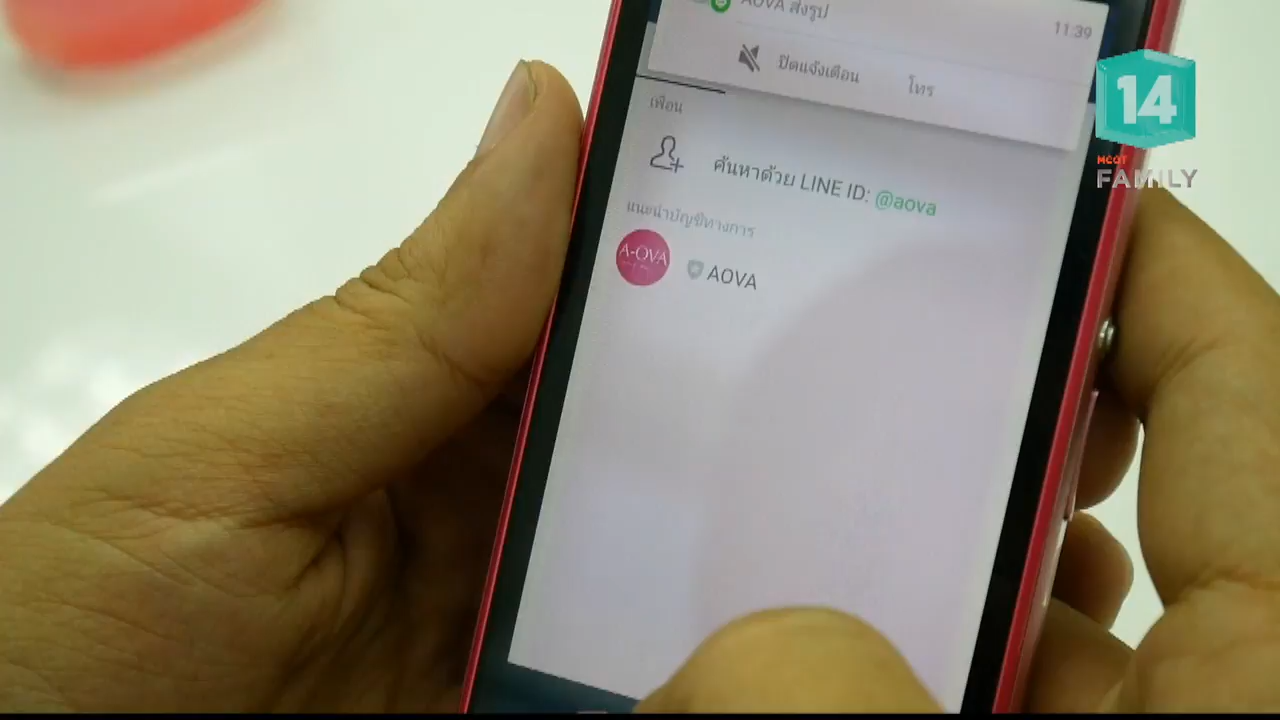 AOVA ส่งรูป
11:39
ปิดแจ้งเตือน
โทร
เพื่อน
ค้นหาด้วย LINE ID: @aova
แนะนำบัญชีทางการ
A-OVA
AOVA
14
MCOT
FAMILY